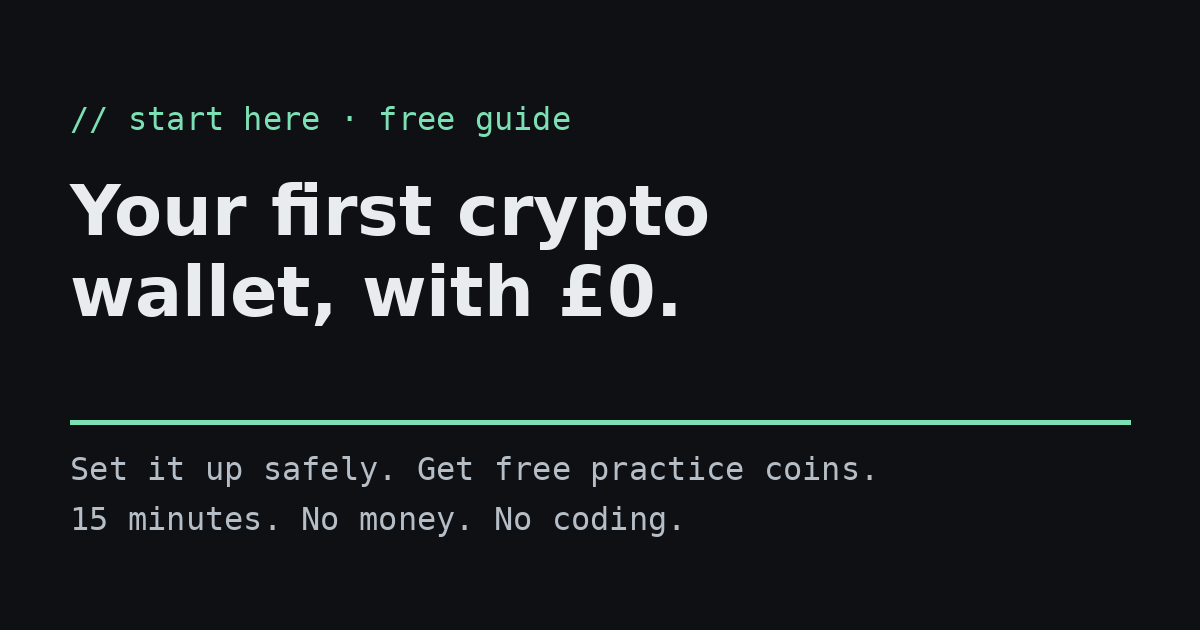 // start here · free guide
Your first crypto
wallet, with £0.
Set it up safely. Get free practice coins.
15 minutes. No money. No coding.